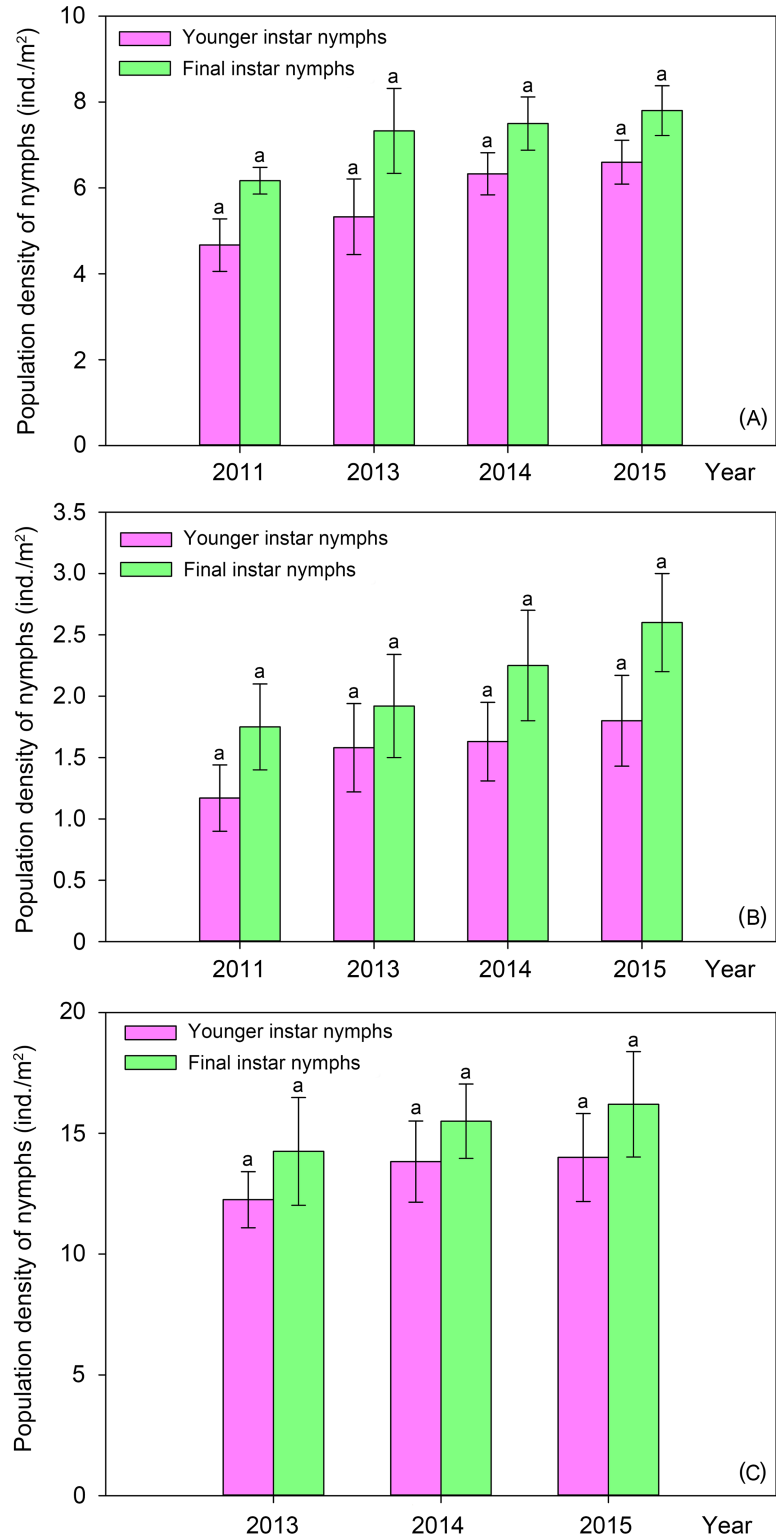 Population density of nymphs (ind./m²)
10
8
6
4
2
0
Younger instar nymphs
Final instar nymphs
a a a a a a a a
2011 2013 2014 2015 Year
(A)
Population density of nymphs (ind./m²)
3.5
3.0
2.5
2.0
1.5
1.0
0.5
0
Younger instar nymphs
Final instar nymphs
a a a a a a a a
2011 2013 2014 2015 Year
(B)
Population density of nymphs (ind./m²)
20
15
10
5
0
Younger instar nymphs
Final instar nymphs
a a a a a a
2013 2014 2015 Year
(C)